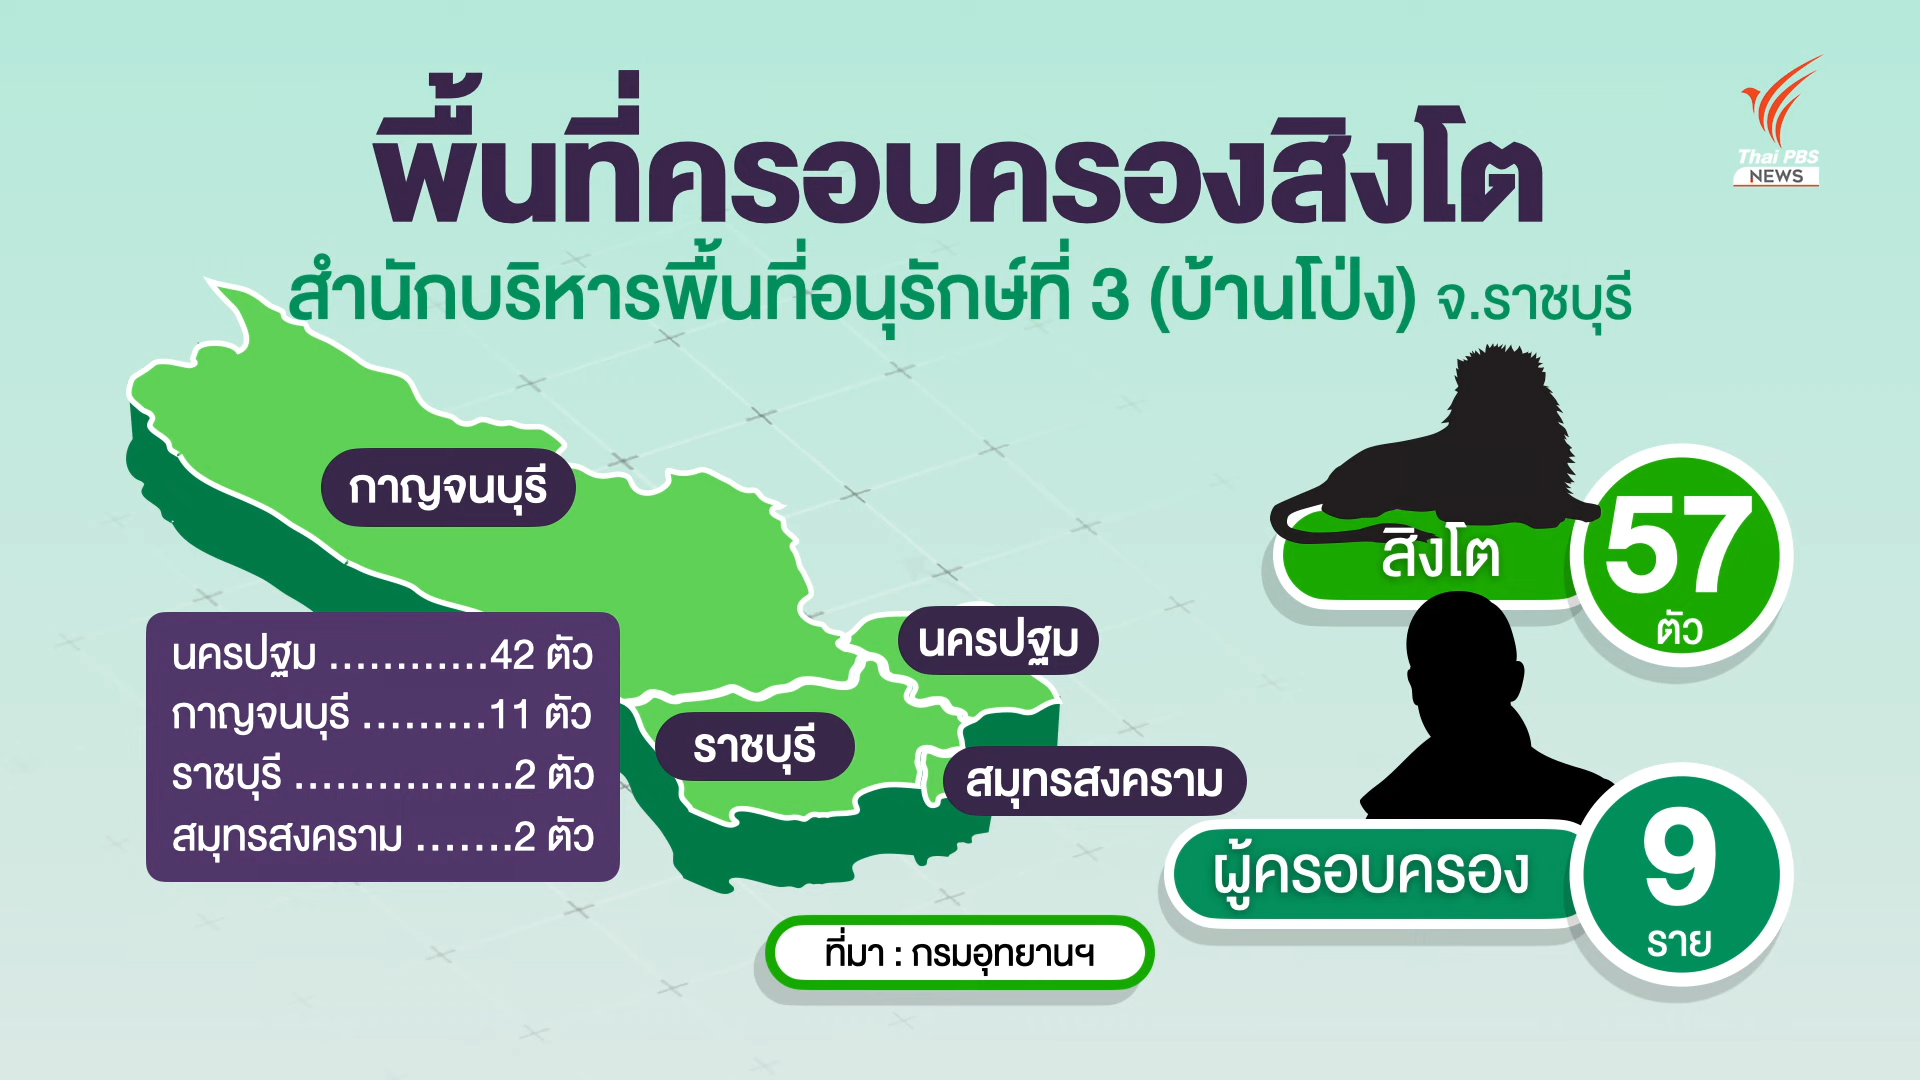 พื้นที่ครอบครองสิงโต
Thai PBS
NEWS
สำนักบริหารพื้นที่อนุรักษ์ที่ 3 (บ้านโป่ง) จ.ราชบุรี
กาญจนบุรี
นครปฐม
ราชบุรี
สมุทรสงคราม
นครปฐม ............42 ตัว
กาญจนบุรี .........11 ตัว
ราชบุรี ................2 ตัว
สมุทรสงคราม .......2 ตัว
สิงโต
57
ตัว
ผู้ครอบครอง
9
ราย
ที่มา : กรมอุทยานฯ